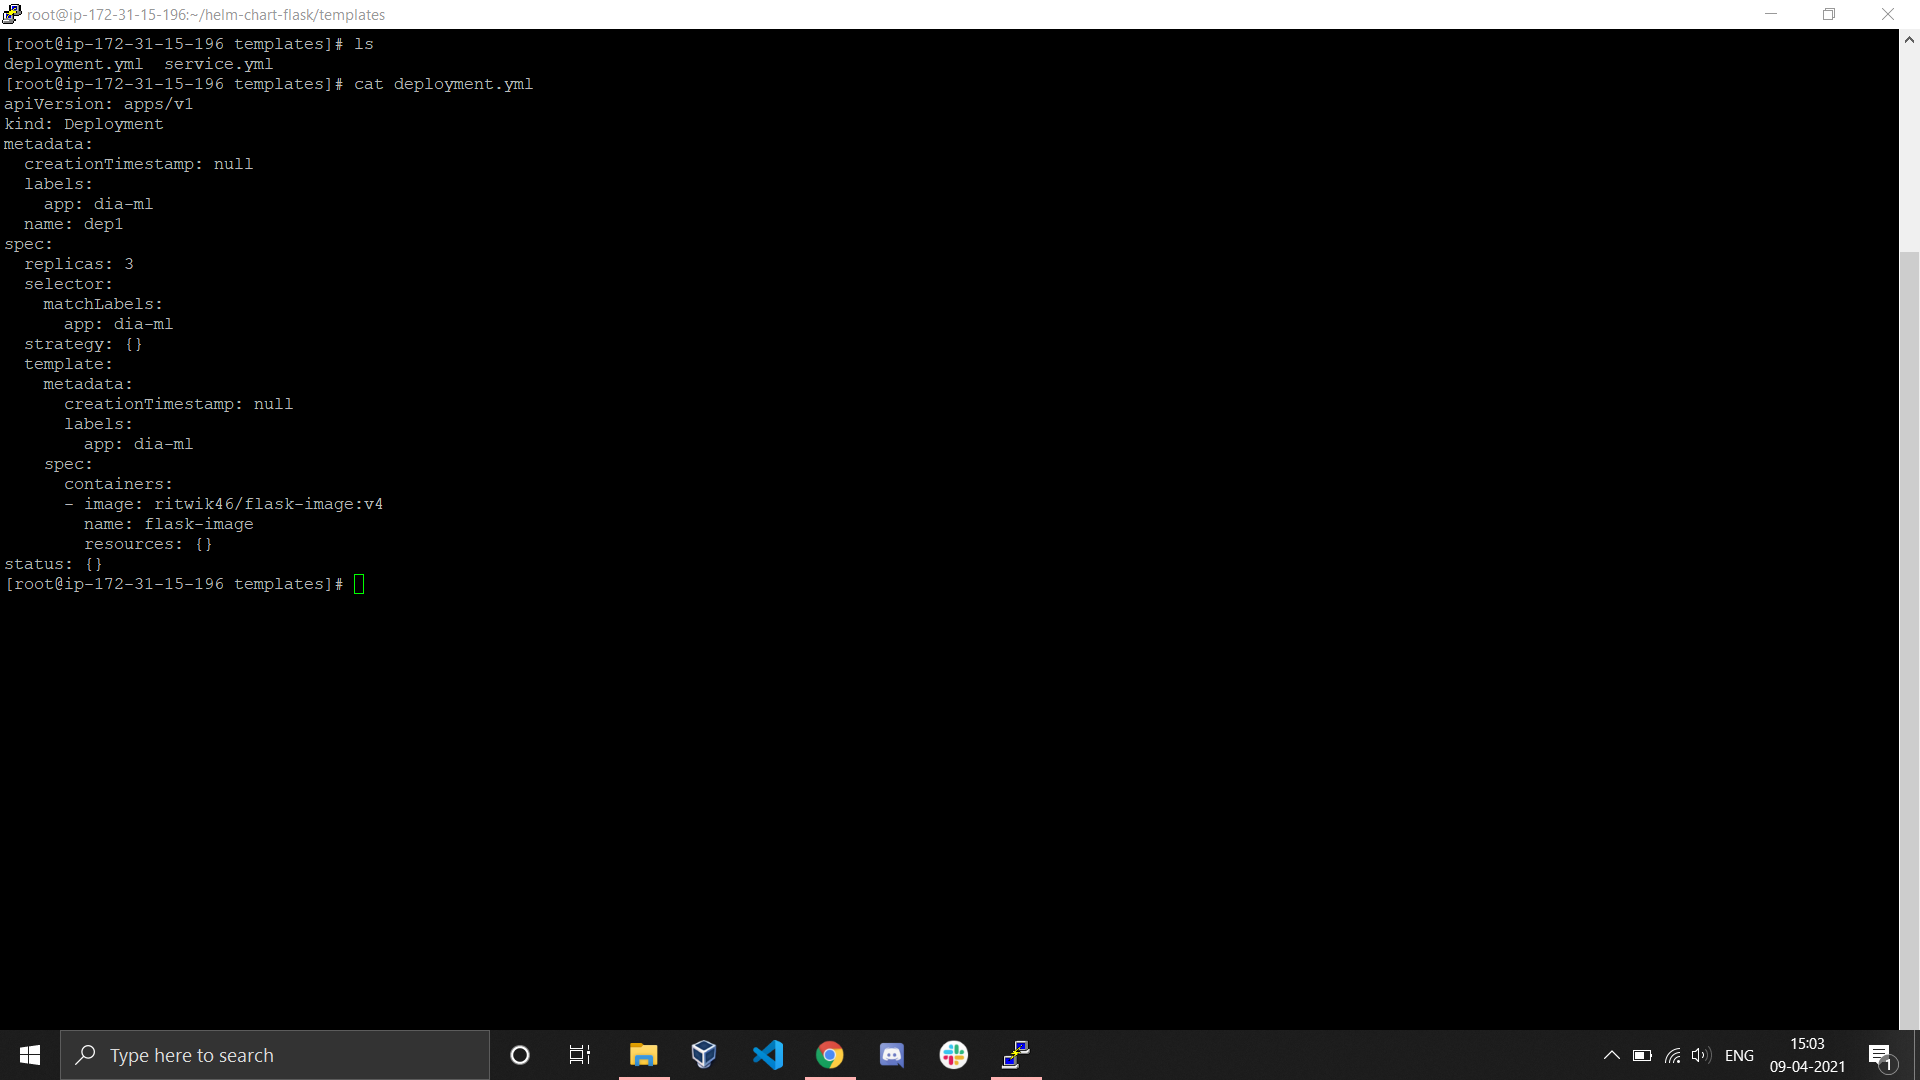 root@ip-172-31-15-196:~/helm-chart-flask/templates
[root@ip-172-31-15-196 templates]# ls
deployment.yml  service.yml
[root@ip-172-31-15-196 templates]# cat deployment.yml
apiVersion: apps/v1
kind: Deployment
metadata:
  creationTimestamp: null
  labels:
    app: dia-ml
  name: dep1
spec:
  replicas: 3
  selector:
    matchLabels:
      app: dia-ml
  strategy: {}
  template:
    metadata:
      creationTimestamp: null
      labels:
        app: dia-ml
    spec:
      containers:
      - image: ritwik46/flask-image:v4
        name: flask-image
        resources: {}
status: {}
[root@ip-172-31-15-196 templates]#
Type here to search
ENG
15:03
09-04-2021
1